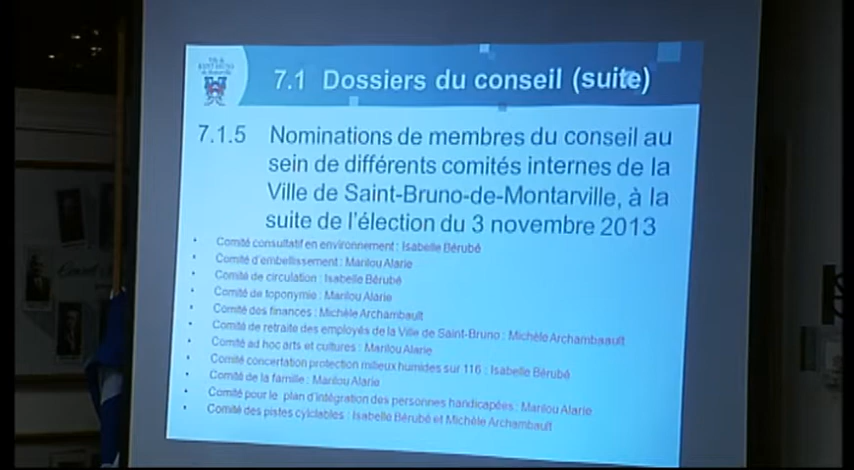 7.1 Dossiers du conseil (suite)
7.1.5 Nominations de membres du conseil au
sein de différents comités internes de la
Ville de Saint-Bruno-de-Montarville, à la
suite de l'élection du 3 novembre 2013
• Comité consultatif en environnement : Isabelle Bérubé
• Comité d'embellissement : Marilou Alarie
• Comité de circulation : Isabelle Bérubé
• Comité de toponymie : Marilou Alarie
• Comité des finances : Michèle Archambault
• Comité de retraite des employés de la Ville de Saint-Bruno : Michèle Archambault
• Comité ad hoc arts et cultures : Marilou Alarie
• Comité concertation protection milieux humides sur 116 : Isabelle Bérubé
• Comité de la famille : Marilou Alarie
• Comité pour le plan d'intégration des personnes handicapées : Marilou Alarie
• Comité des pistes cylclables : Isabelle Bérubé et Michèle Archambault